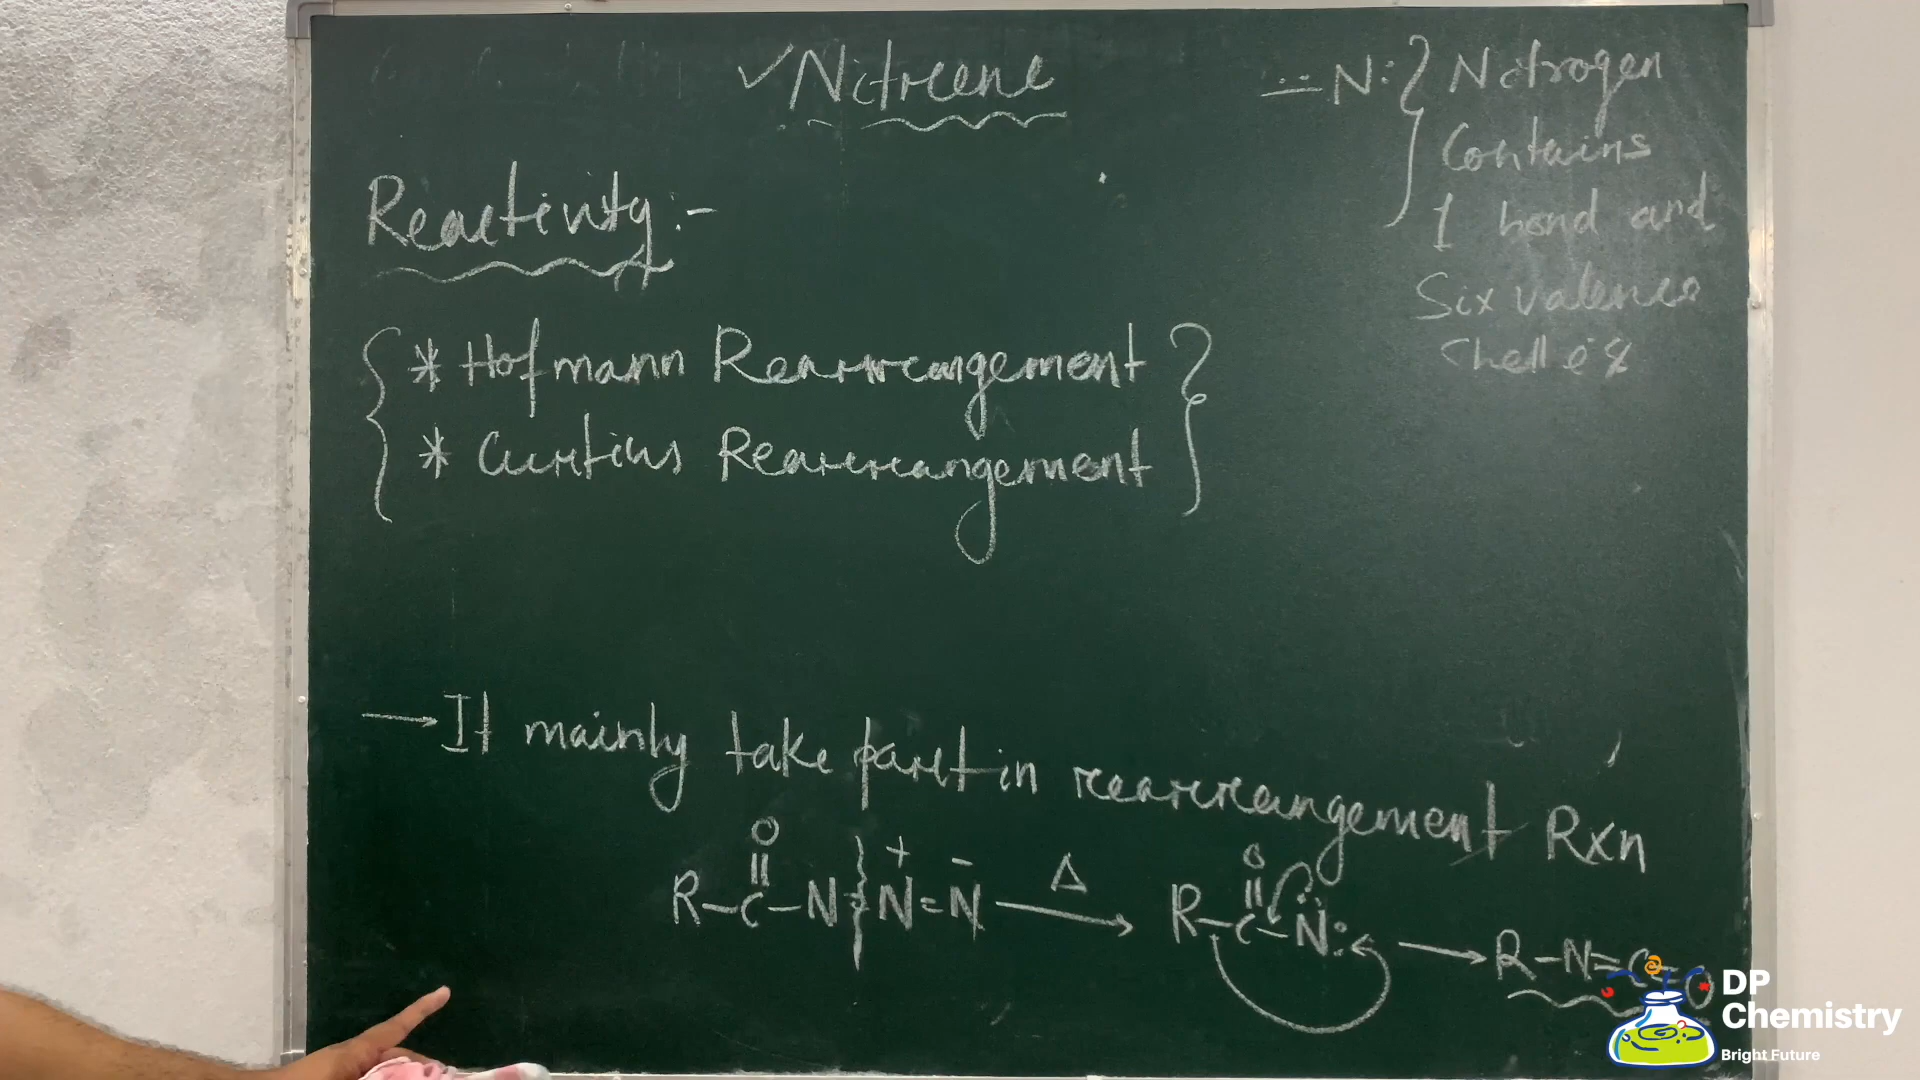 ✓Nitrene
-N̈: } Nitrogen
Contains
1 bond and
Six valence
Shell e⁻s
Reactivity:-
* Hofmann Rearrangement
* Curtius Rearrangement
→ It mainly take part in rearrangement Rxn
O O
R-C-N-N⁺=N⁻ —Δ→ R-C-N̈: → R-N=C=O
DP
Chemistry
Bright Future